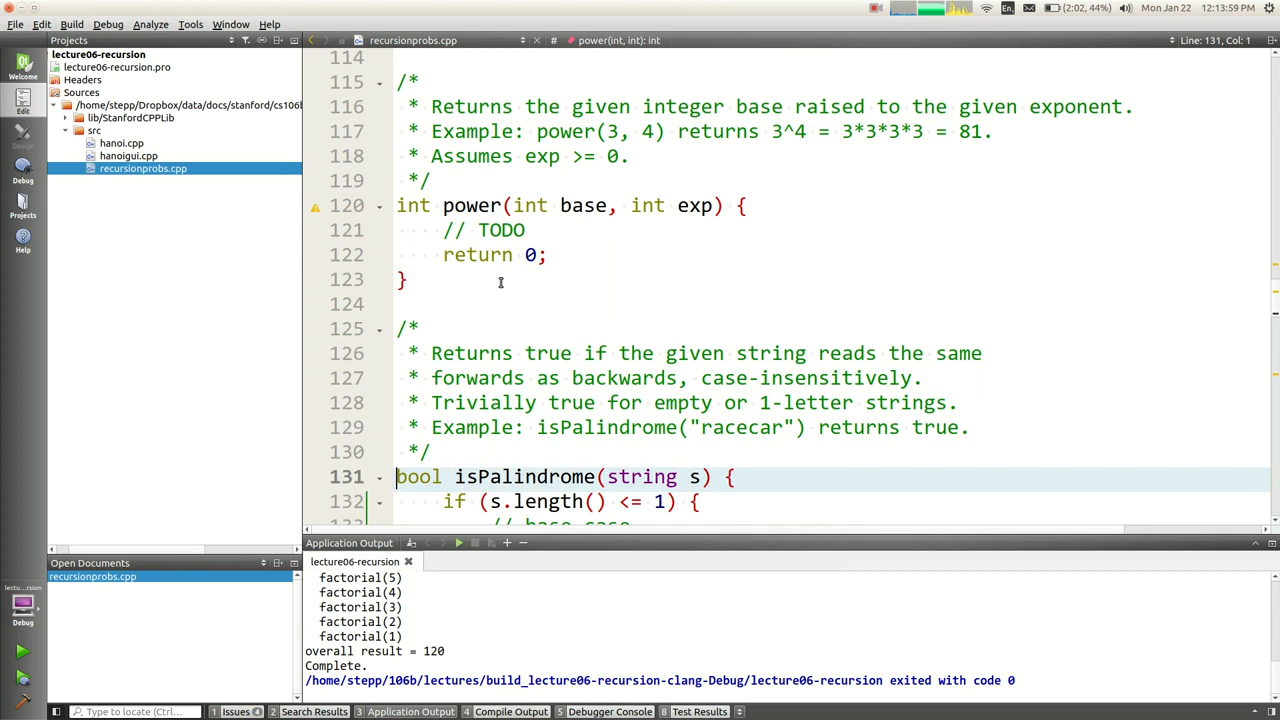 (2:02, 44%) Mon Jan 22 12:13:59
File Edit Build Debug Analyze Tools Window Help
Projects
recursionprobs.cpp # power(int, int): int Line: 131, Col: 1
Welcome
Edit
Design
Debug
Projects
Help
lecture06-recursion
lecture06-recursion.pro
Headers
Sources
/home/stepp/Dropbox/data/docs/stanford/cs106b
lib/StanfordCPPLib
src
hanoi.cpp
hanoigui.cpp
recursionprobs.cpp
114
115 /*
116 * Returns the given integer base raised to the given exponent.
117 * Example: power(3, 4) returns 3^4 = 3*3*3*3 = 81.
118 * Assumes exp >= 0.
119 */
120 int power(int base, int exp) {
121 // TODO
122 return 0;
123 }
124
125 /*
126 * Returns true if the given string reads the same
127 * forwards as backwards, case-insensitively.
128 * Trivially true for empty or 1-letter strings.
129 * Example: isPalindrome("racecar") returns true.
130 */
131 bool isPalindrome(string s) {
132 if (s.length() <= 1) {
133 // base case
Application Output
lecture06-recursion
factorial(5)
factorial(4)
factorial(3)
factorial(2)
factorial(1)
overall result = 120
Complete.
/home/stepp/106b/lectures/build_lecture06-recursion-clang-Debug/lecture06-recursion exited with code 0
Open Documents
recursionprobs.cpp
lectu...rsion
Debug
Type to locate (Ctrl... 1 Issues 4 2 Search Results 3 Application Output 4 Compile Output 5 Debugger Console 8 Test Results